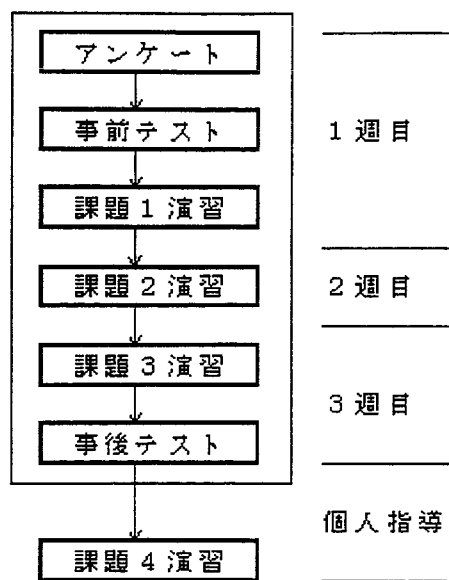 アンケート
事前テスト
1週目
課題1演習
課題2演習
2週目
課題3演習
3週目
事後テスト
個人指導
課題4演習